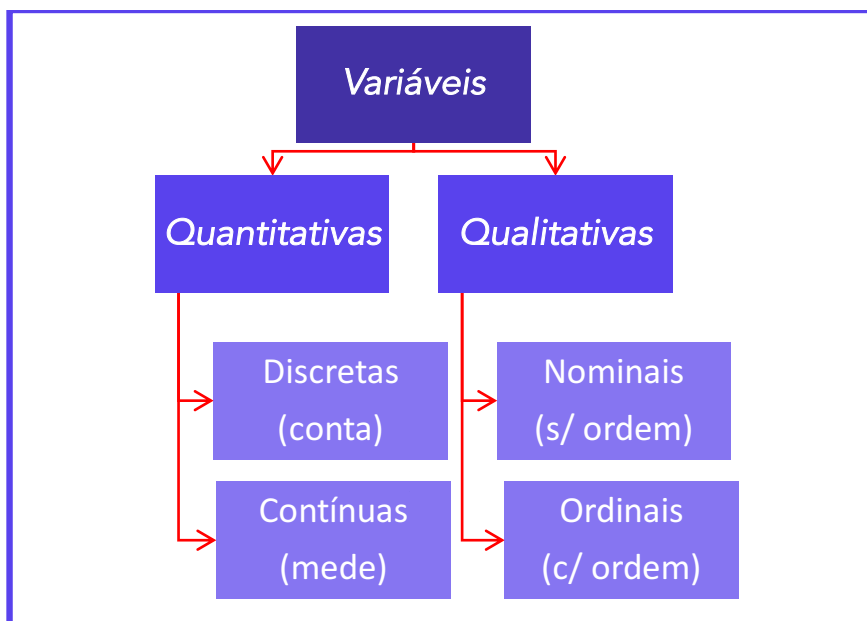 Variáveis
Quantitativas
Qualitativas
Discretas
(conta)
Nominais
(s/ ordem)
Contínuas
(mede)
Ordinais
(c/ ordem)